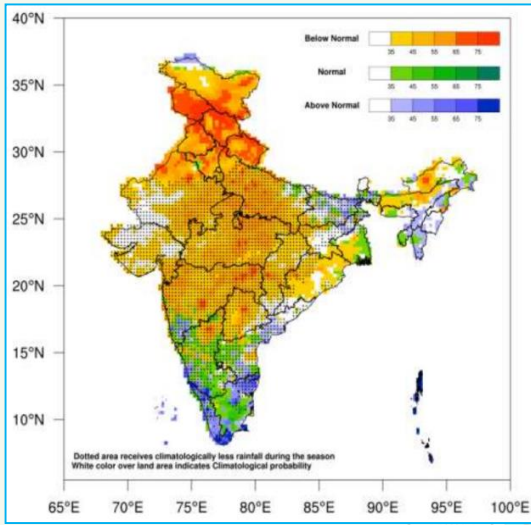 40°N
Below Normal
35 45 55 65 75
Normal
35 45 55 65 75
35°N
Above Normal
35 45 55 65 75
30°N
25°N
20°N
15°N
10°N
Dotted area receives climatologically less rainfall during the season
White color over land area indicates Climatological probability
65°E 70°E 75°E 80°E 85°E 90°E 95°E 100°E